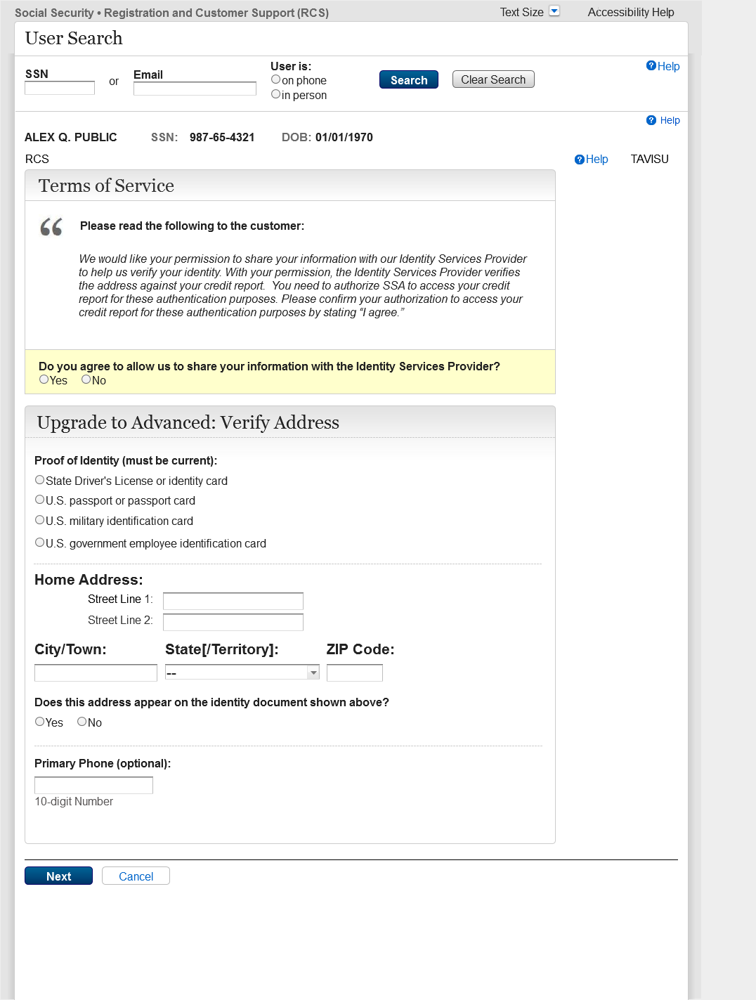 Social Security • Registration and Customer Support (RCS)
Text Size
Accessibility Help
User Search
SSN
or
Email
User is:
on phone
in person
Search
Clear Search
Help
Help
ALEX Q. PUBLIC SSN: 987-65-4321 DOB: 01/01/1970
RCS
Help
TAVISU
Terms of Service
“
Please read the following to the customer:
We would like your permission to share your information with our Identity Services Provider
to help us verify your identity. With your permission, the Identity Services Provider verifies
the address against your credit report.  You need to authorize SSA to access your credit
report for these authentication purposes. Please confirm your authorization to access your
credit report for these authentication purposes by stating “I agree.”
Do you agree to allow us to share your information with the Identity Services Provider?
Yes No
Upgrade to Advanced: Verify Address
Proof of Identity (must be current):
State Driver's License or identity card
U.S. passport or passport card
U.S. military identification card
U.S. government employee identification card
Home Address:
Street Line 1:
Street Line 2:
City/Town: State[/Territory]: ZIP Code:
--
Does this address appear on the identity document shown above?
Yes No
Primary Phone (optional):
10-digit Number
Next Cancel